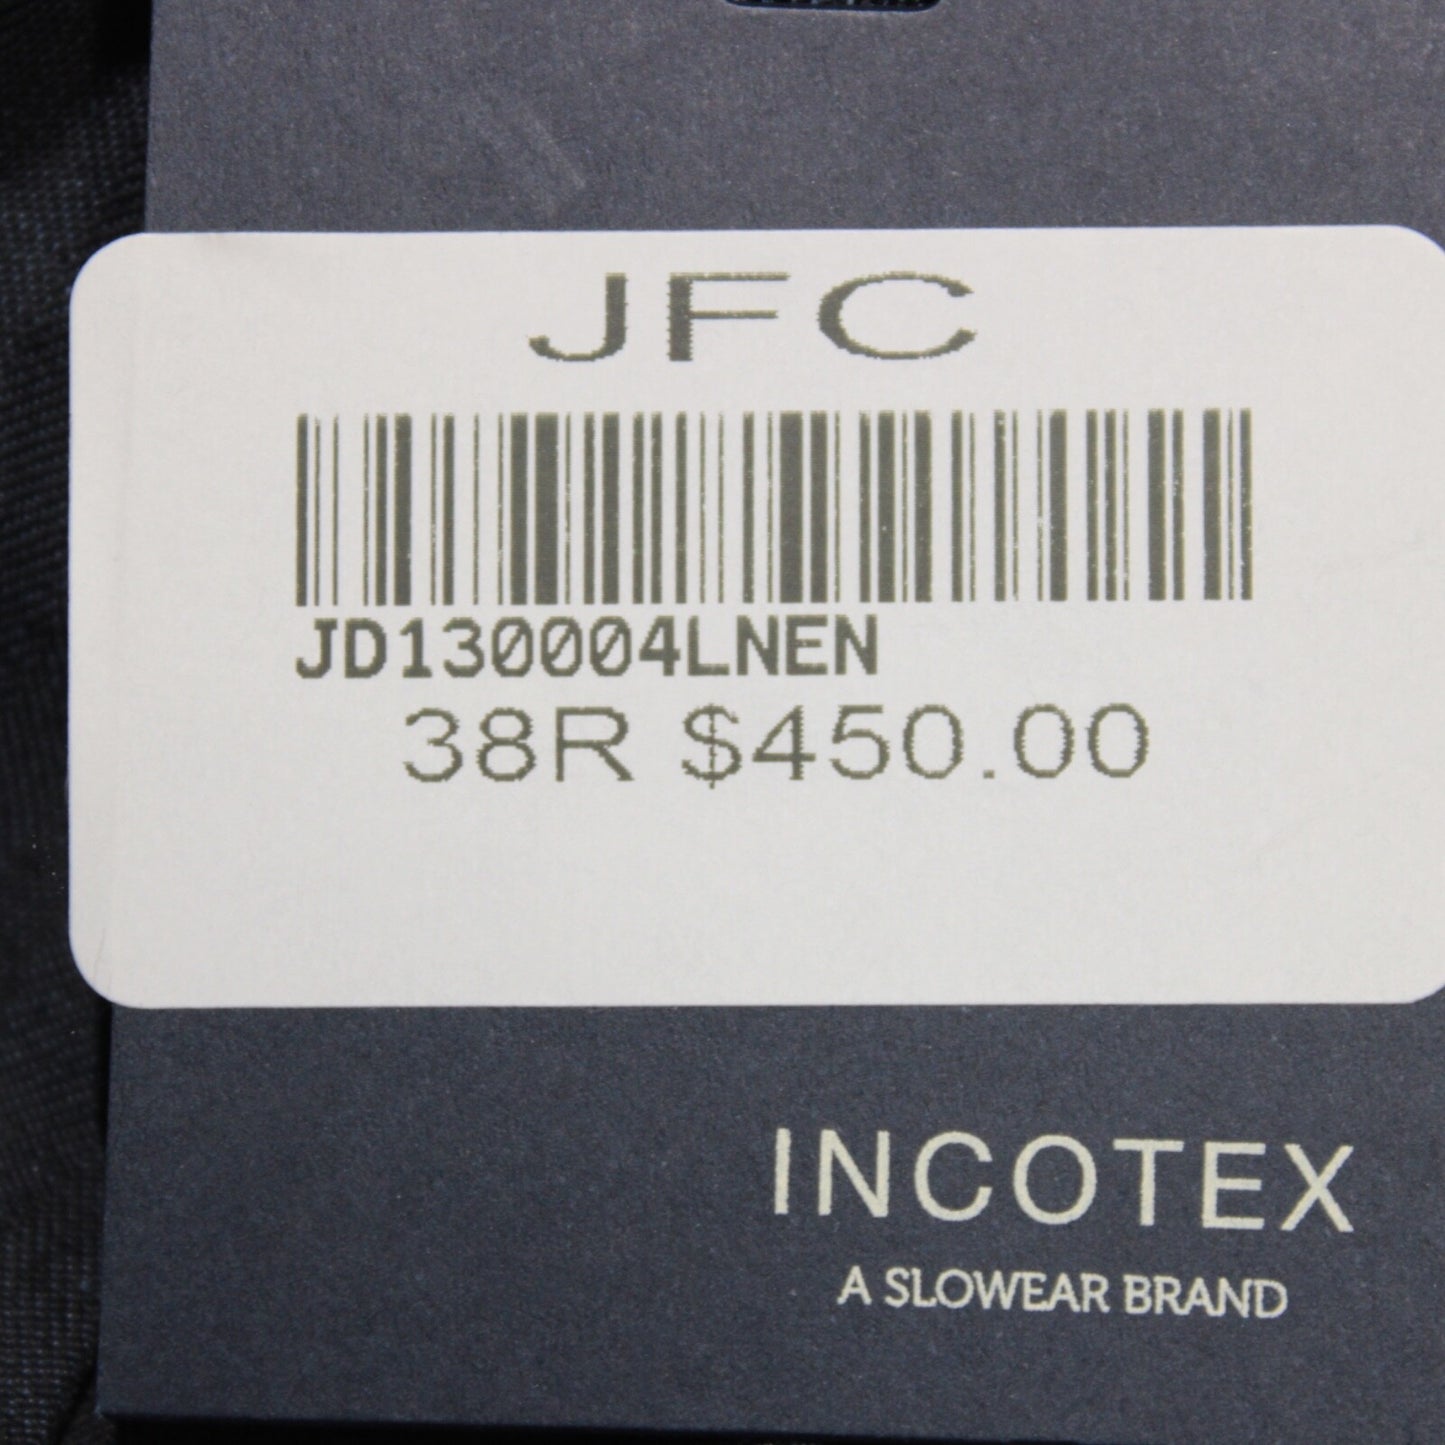 JFC
JD130004LNEN
38R $450.00
INCOTEX
A SLOWEAR BRAND